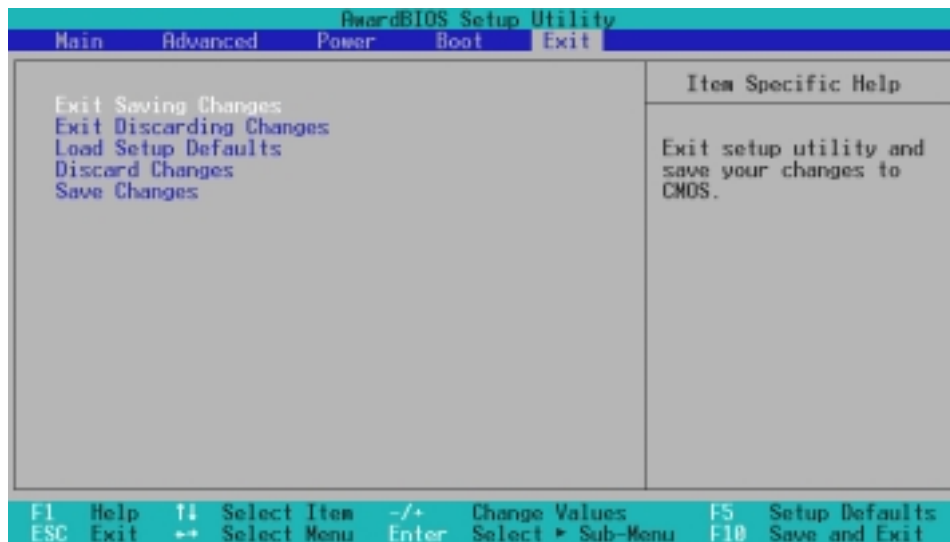 AwardBIOS Setup Utility
Main Advanced Power Boot Exit
Item Specific Help
Exit Saving Changes
Exit Discarding Changes
Load Setup Defaults
Discard Changes
Save Changes
Exit setup utility and
save your changes to
CMOS.
F1 Help ↑↓ Select Item -/+ Change Values F5 Setup Defaults
ESC Exit ←→ Select Menu Enter Select ► Sub-Menu F10 Save and Exit